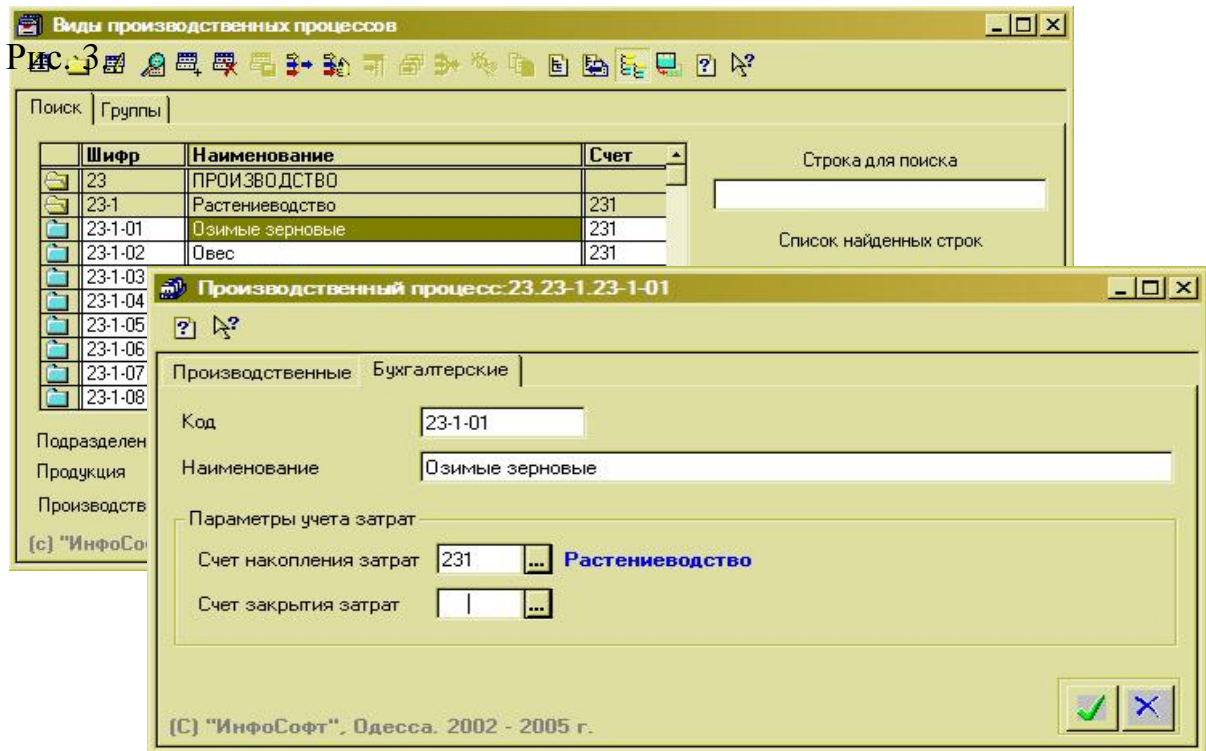 Виды производственных процессов
Рис. 3.
Поиск Группы
Шифр Наименование Счет
23 ПРОИЗВОДСТВО
23-1 Растениеводство 231
23-1-01 Озимые зерновые 231
23-1-02 Овес 231
23-1-03
23-1-04
23-1-05
23-1-06
23-1-07
23-1-08
Строка для поиска
Список найденных строк
Подразделен
Продукция
Производств
(с) "ИнфоСо
Производственный процесс:23.23-1.23-1-01
Производственные Бухгалтерские
Код 23-1-01
Наименование Озимые зерновые
Параметры учета затрат
Счет накопления затрат 231 ... Растениеводство
Счет закрытия затрат ...
(С) "ИнфоСофт", Одесса. 2002 - 2005 г.